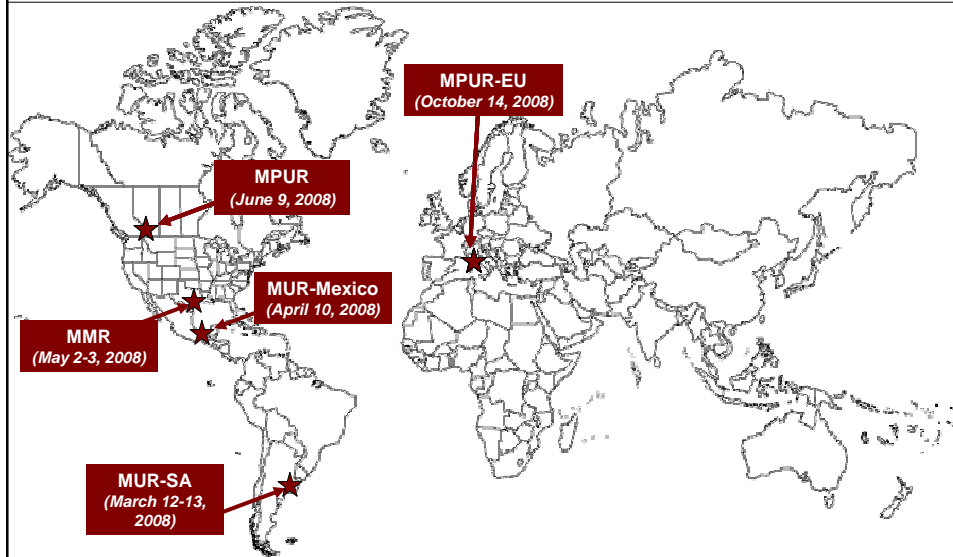 MPUR-EU
(October 14, 2008)
MPUR
(June 9, 2008)
MUR-Mexico
(April 10, 2008)
MMR
(May 2-3, 2008)
MUR-SA
(March 12-13,
2008)